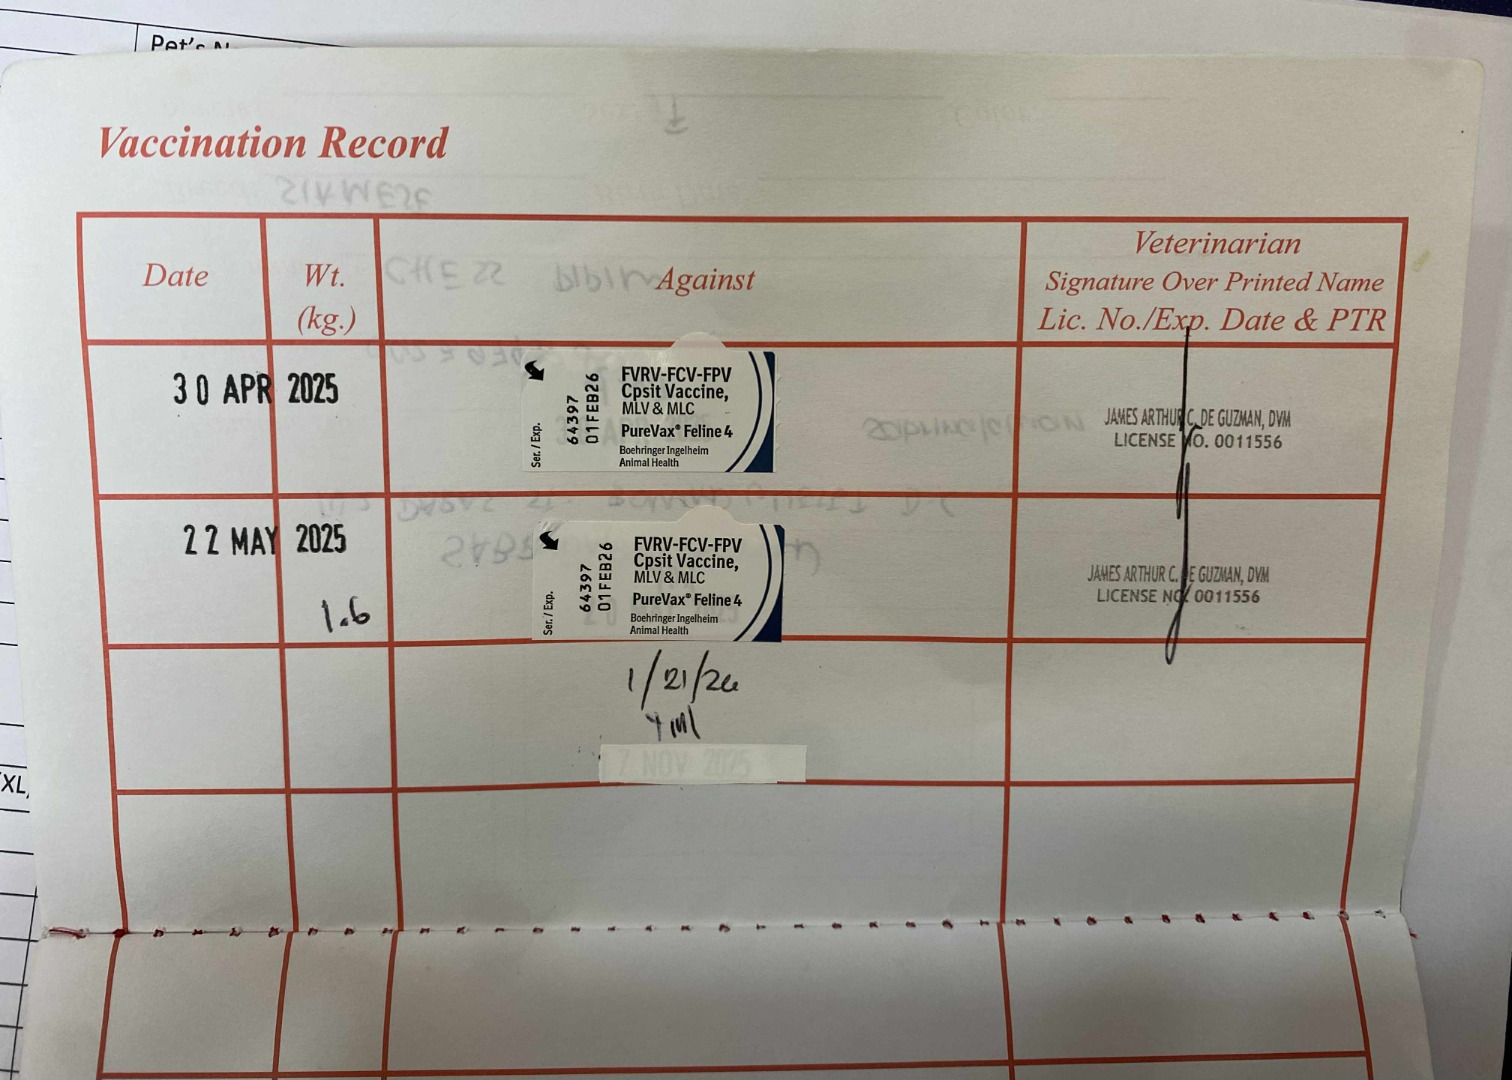 Pet's N
Vaccination Record
Date
Wt.
(kg.)
Against
Veterinarian
Signature Over Printed Name
Lic. No./Exp. Date & PTR
30 APR 2025
Ser. / Exp.
64397
01FEB26
FVRV-FCV-FPV
Cpsit Vaccine,
MLV & MLC
PureVax® Feline 4
Boehringer Ingelheim
Animal Health
JAMES ARTHUR C. DE GUZMAN, DVM
LICENSE NO. 0011556
22 MAY 2025
1.6
Ser. / Exp.
64397
01FEB26
FVRV-FCV-FPV
Cpsit Vaccine,
MLV & MLC
PureVax® Feline 4
Boehringer Ingelheim
Animal Health
JAMES ARTHUR C. DE GUZMAN, DVM
LICENSE NO. 0011556
1/21/26
7 NOV 2025
XL,